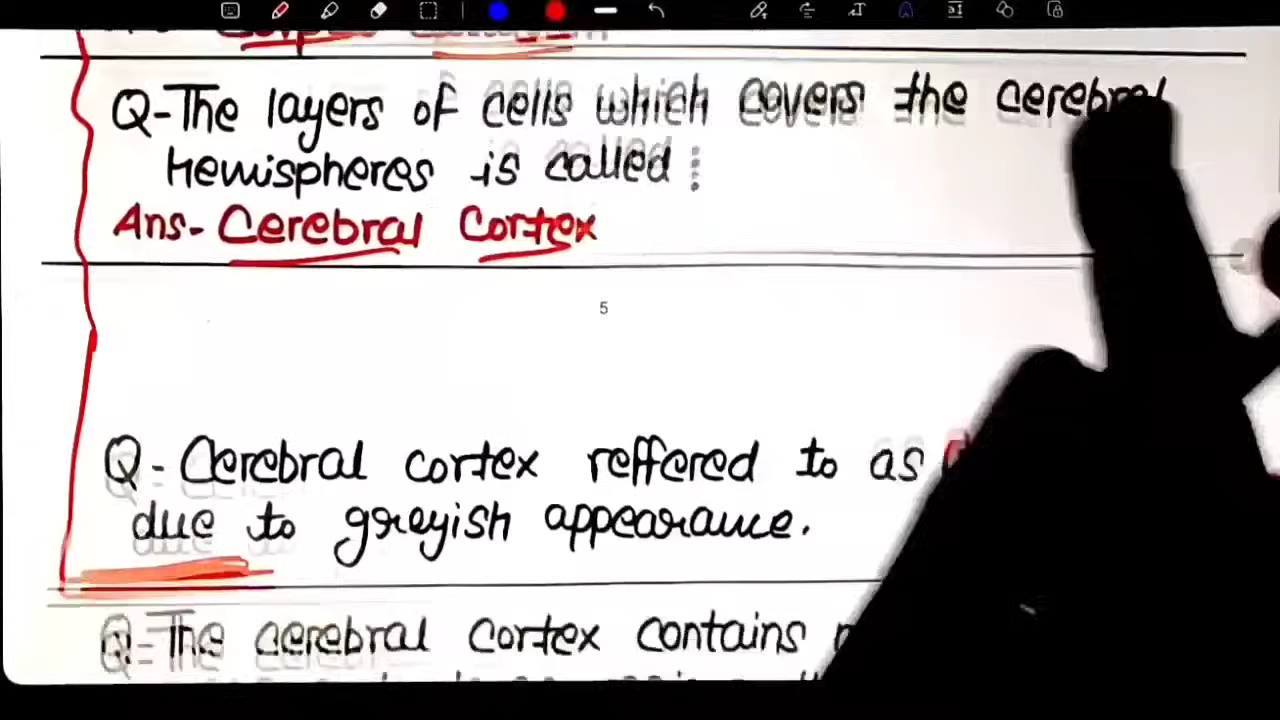 Q-The layers of cells which covers the cerebral
Hemispheres is called :
Ans- Cerebral Cortex
5
Q- Cerebral cortex reffered to as
due to greyish appearance.
Q-The cerebral cortex contains